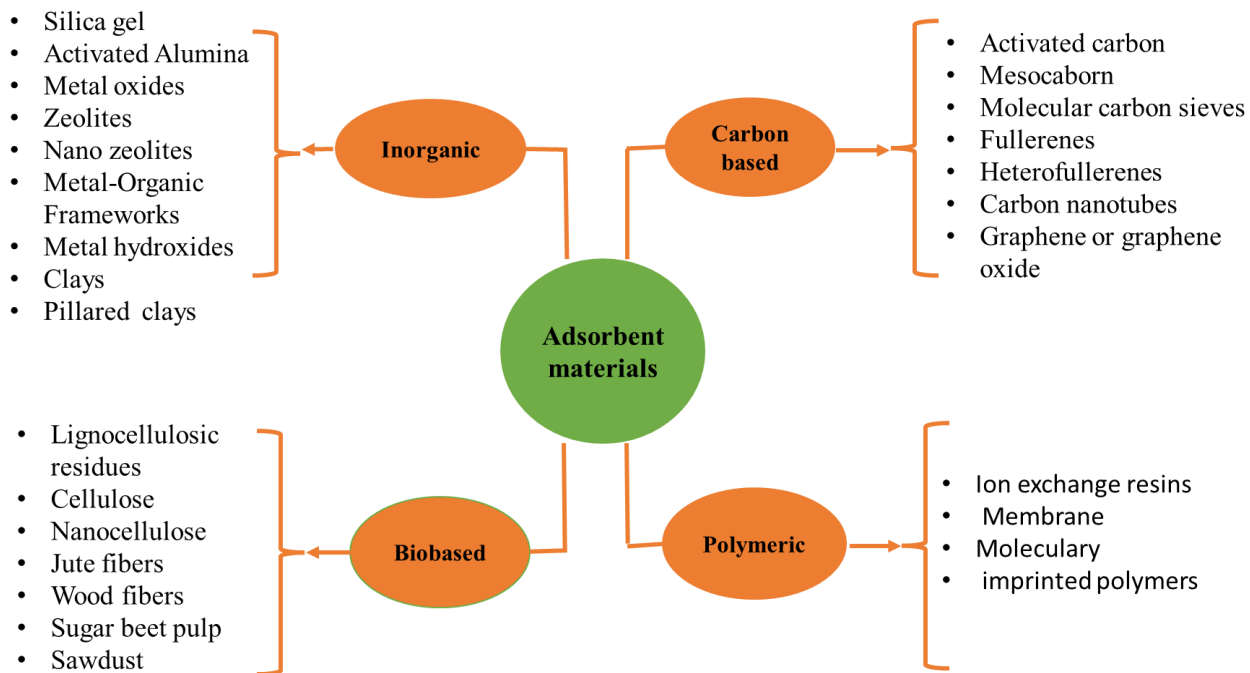 • Silica gel
• Activated Alumina
• Metal oxides
• Zeolites
• Nano zeolites
• Metal-Organic
Frameworks
• Metal hydroxides
• Clays
• Pillared clays
Inorganic
Carbon
based
• Activated carbon
• Mesocaborn
• Molecular carbon sieves
• Fullerenes
• Heterofullerenes
• Carbon nanotubes
• Graphene or graphene
oxide
Adsorbent
materials
• Lignocellulosic
residues
• Cellulose
• Nanocellulose
• Jute fibers
• Wood fibers
• Sugar beet pulp
• Sawdust
Biobased
Polymeric
• Ion exchange resins
• Membrane
• Moleculary
• imprinted polymers